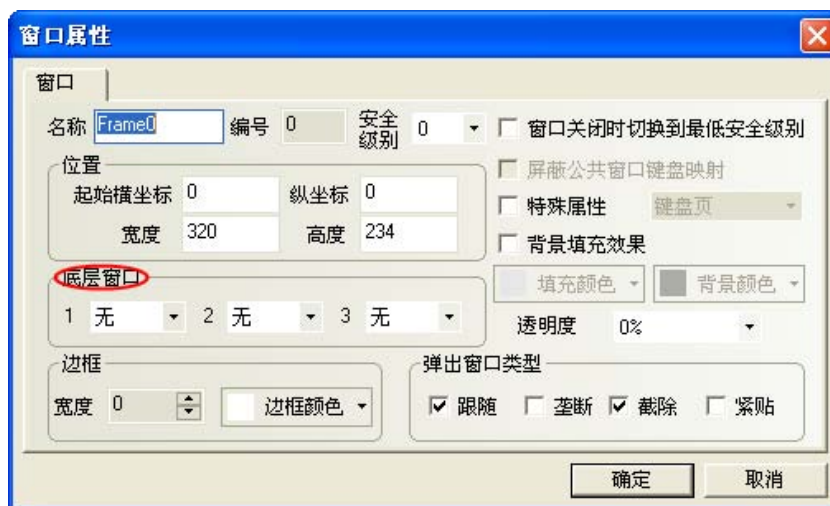 窗口属性
窗口
名称 Frame0 编号 0 安全级别 0 窗口关闭时切换到最低安全级别
位置 屏蔽公共窗口键盘映射
起始横坐标 0 纵坐标 0 特殊属性 键盘页
宽度 320 高度 234 背景填充效果
底层窗口 填充颜色 背景颜色
1 无 2 无 3 无 透明度 0%
边框 弹出窗口类型
宽度 0 边框颜色 跟随 垄断 截除 紧贴
确定 取消